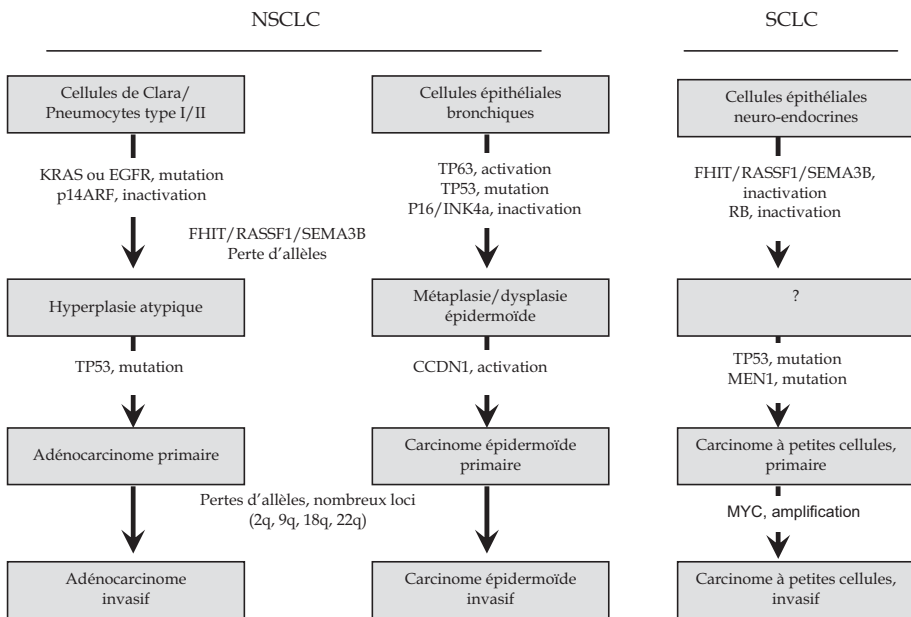 NSCLC
SCLC
Cellules de Clara/
Pneumocytes type I/II
Cellules épithéliales
bronchiques
Cellules épithéliales
neuro-endocrines
KRAS ou EGFR, mutation
p14ARF, inactivation
TP63, activation
TP53, mutation
P16/INK4a, inactivation
FHIT/RASSF1/SEMA3B,
inactivation
RB, inactivation
FHIT/RASSF1/SEMA3B
Perte d'allèles
Hyperplasie atypique
Métaplasie/dysplasie
épidermoïde
?
TP53, mutation
CCDN1, activation
TP53, mutation
MEN1, mutation
Adénocarcinome primaire
Carcinome épidermoïde
primaire
Carcinome à petites cellules,
primaire
Pertes d'allèles, nombreux loci
(2q, 9q, 18q, 22q)
MYC, amplification
Adénocarcinome
invasif
Carcinome épidermoïde
invasif
Carcinome à petites cellules,
invasif